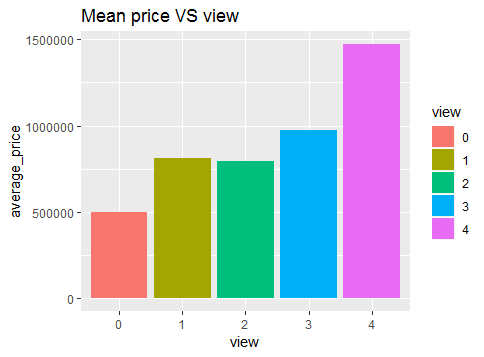 Mean price VS view
1500000
1000000
500000
0
average_price
0 1 2 3 4
view
view
0
1
2
3
4